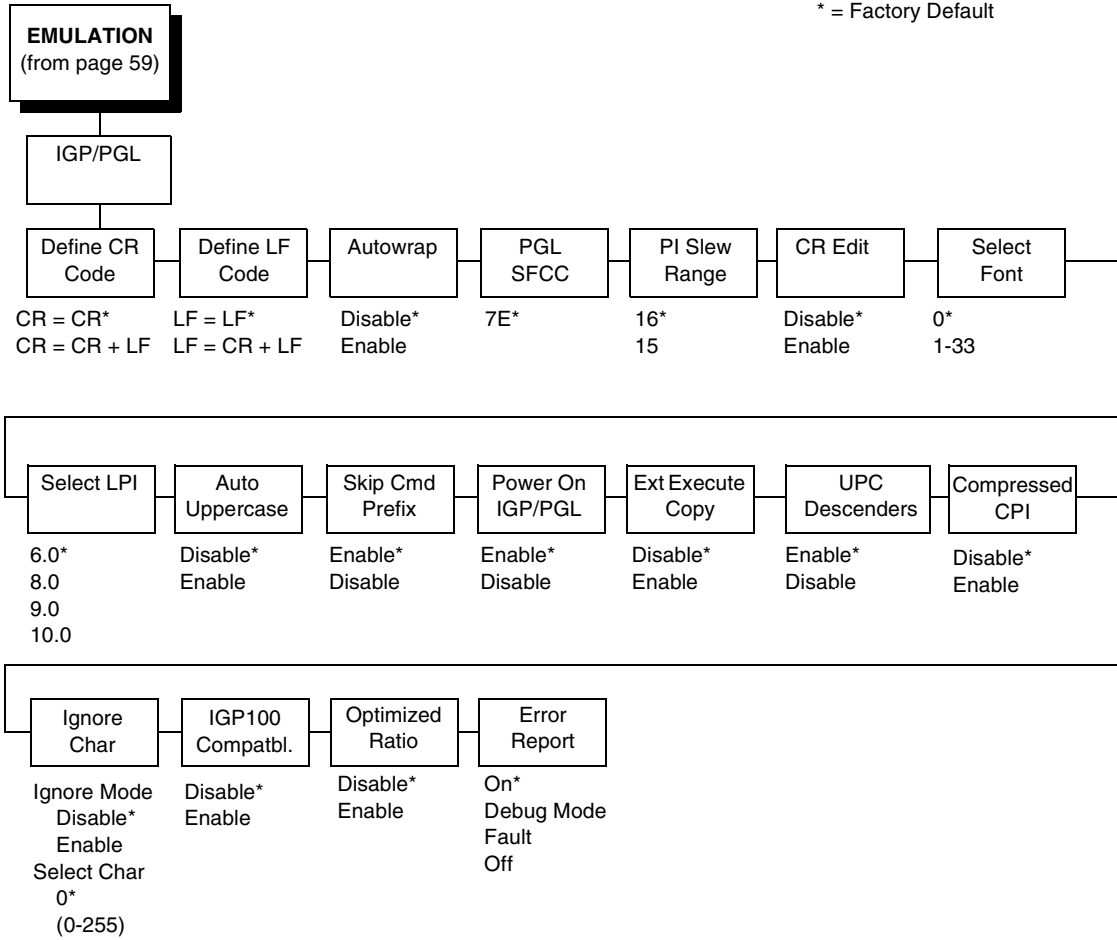 * = Factory Default
EMULATION
(from page 59)
IGP/PGL
Define CR
Code
CR = CR*
CR = CR + LF
Define LF
Code
LF = LF*
LF = CR + LF
Autowrap
Disable*
Enable
PGL
SFCC
7E*
PI Slew
Range
16*
15
CR Edit
Disable*
Enable
Select
Font
0*
1-33
Select LPI
6.0*
8.0
9.0
10.0
Auto
Uppercase
Disable*
Enable
Skip Cmd
Prefix
Enable*
Disable
Power On
IGP/PGL
Enable*
Disable
Ext Execute
Copy
Disable*
Enable
UPC
Descenders
Enable*
Disable
Compressed
CPI
Disable*
Enable
Ignore
Char
Ignore Mode
Disable*
Enable
Select Char
0*
(0-255)
IGP100
Compatbl.
Disable*
Enable
Optimized
Ratio
Disable*
Enable
Error
Report
On*
Debug Mode
Fault
Off